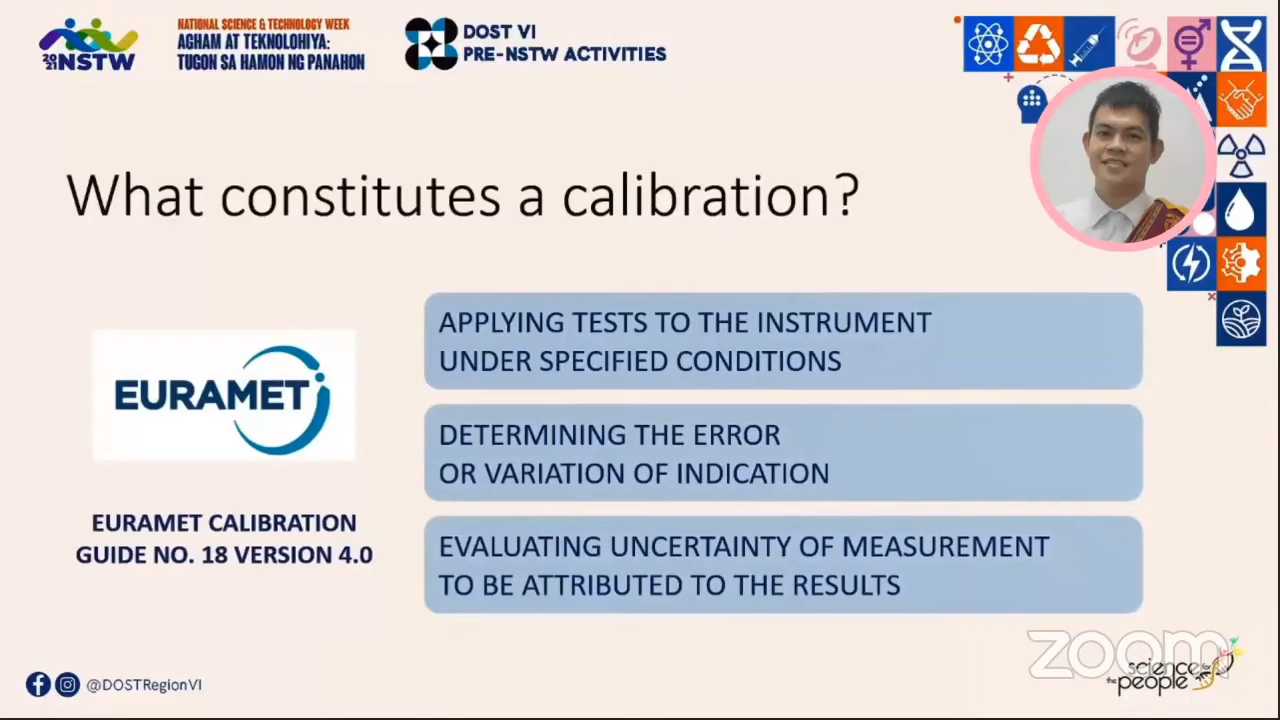 2021 NSTW
NATIONAL SCIENCE & TECHNOLOGY WEEK
AGHAM AT TEKNOLOHIYA:
TUGON SA HAMON NG PANAHON
DOST VI
PRE-NSTW ACTIVITIES
What constitutes a calibration?
EURAMET
EURAMET CALIBRATION
GUIDE NO. 18 VERSION 4.0
APPLYING TESTS TO THE INSTRUMENT
UNDER SPECIFIED CONDITIONS
DETERMINING THE ERROR
OR VARIATION OF INDICATION
EVALUATING UNCERTAINTY OF MEASUREMENT
TO BE ATTRIBUTED TO THE RESULTS
@DOSTRegionVI
zoom
science for
the people